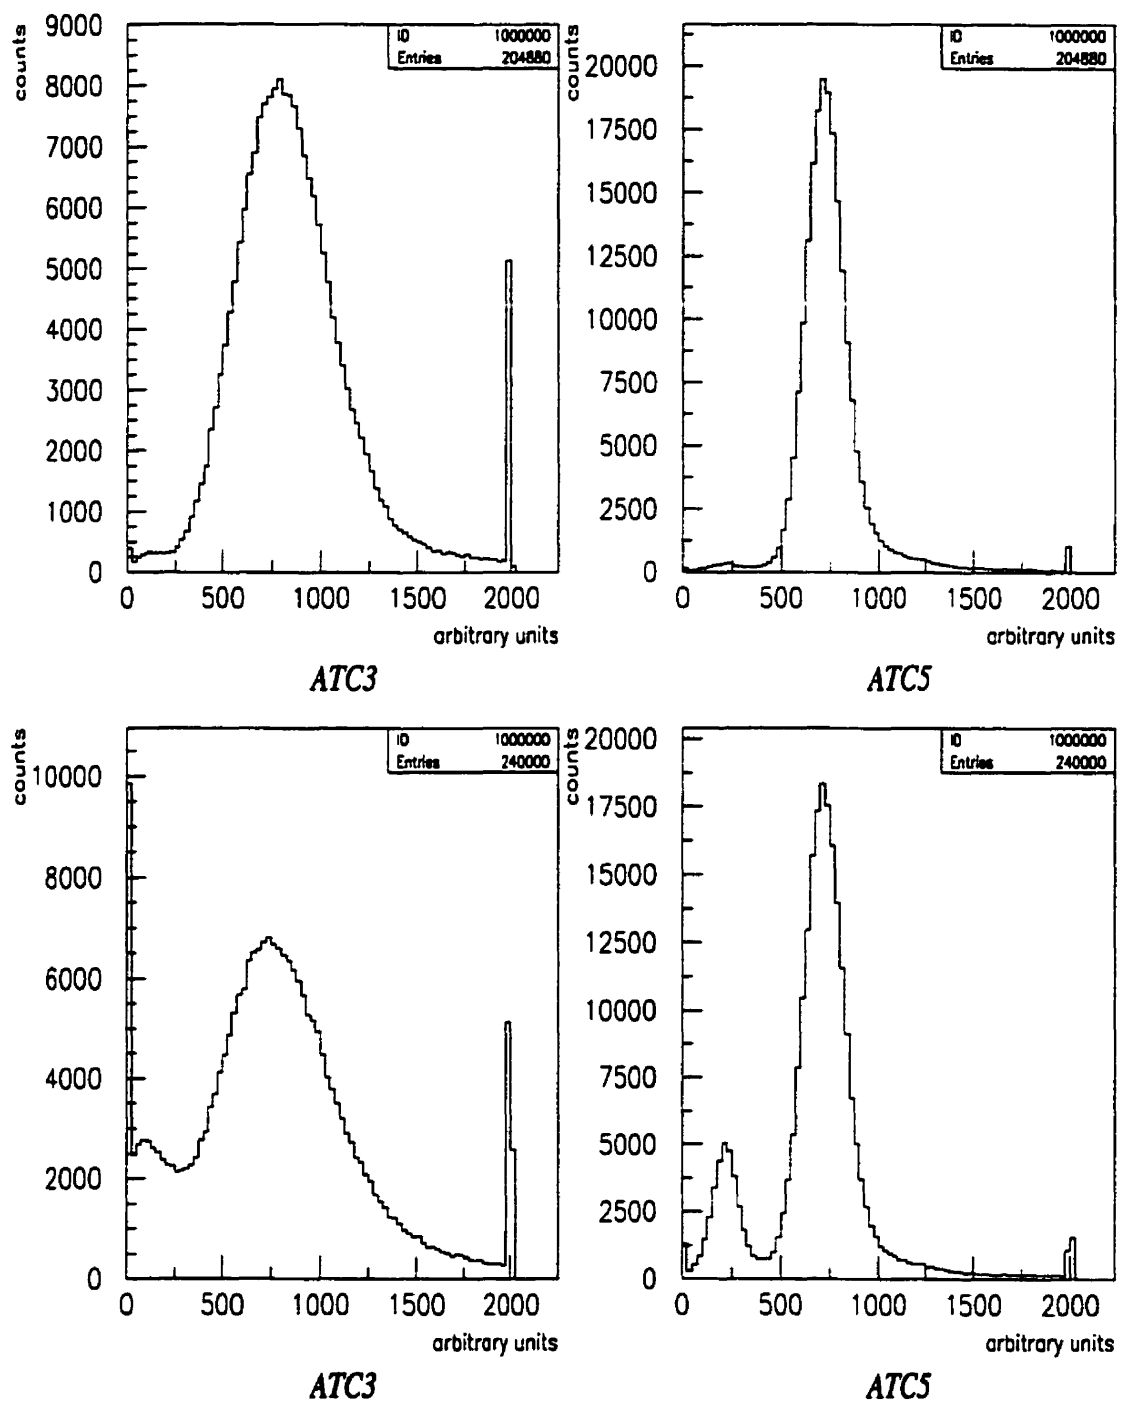 counts
ID 1000000
Entries 204880
9000
8000
7000
6000
5000
4000
3000
2000
1000
0
0 500 1000 1500 2000
arbitrary units
ATC3
counts
ID 1000000
Entries 204880
20000
17500
15000
12500
10000
7500
5000
2500
0
0 500 1000 1500 2000
arbitrary units
ATC5
counts
ID 1000000
Entries 240000
10000
8000
6000
4000
2000
0
0 500 1000 1500 2000
arbitrary units
ATC3
counts
ID 1000000
Entries 240000
20000
17500
15000
12500
10000
7500
5000
2500
0
0 500 1000 1500 2000
arbitrary units
ATC5